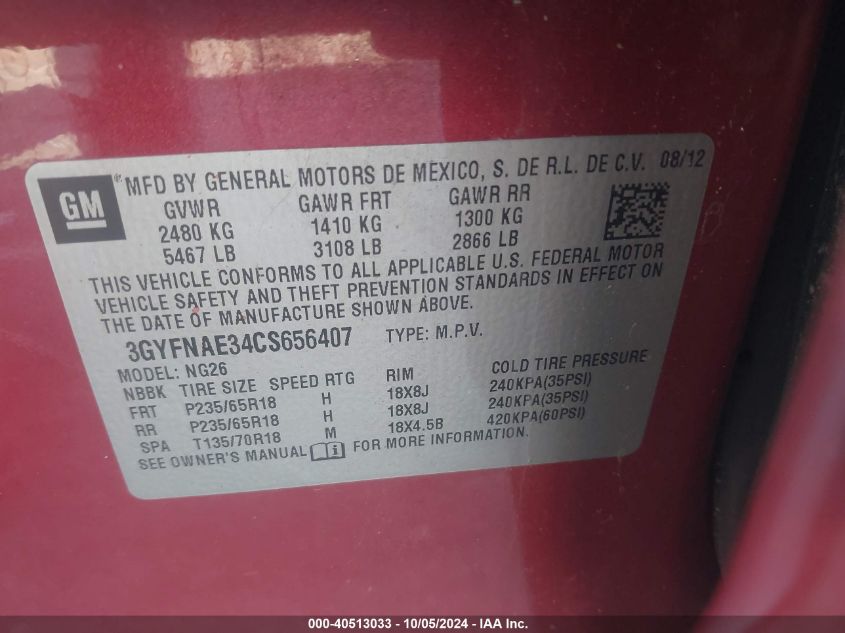 GM
*MFD BY GENERAL MOTORS DE MEXICO, S. DE R.L. DE C.V. 08/12
GVWR GAWR FRT GAWR RR
2480 KG 1410 KG 1300 KG
5467 LB 3108 LB 2866 LB
THIS VEHICLE CONFORMS TO ALL APPLICABLE U.S. FEDERAL MOTOR
VEHICLE SAFETY AND THEFT PREVENTION STANDARDS IN EFFECT ON
THE DATE OF MANUFACTURE SHOWN ABOVE.
3GYFNAE34CS656407 TYPE: M.P.V.
MODEL: NG26
NBBK TIRE SIZE SPEED RTG RIM COLD TIRE PRESSURE
FRT P235/65R18 H 18X8J 240KPA(35PSI)
RR P235/65R18 H 18X8J 240KPA(35PSI)
SPA T135/70R18 M 18X4.5B 420KPA(60PSI)
SEE OWNER'S MANUAL FOR MORE INFORMATION.
000-40513033 - 10/05/2024 - IAA Inc.